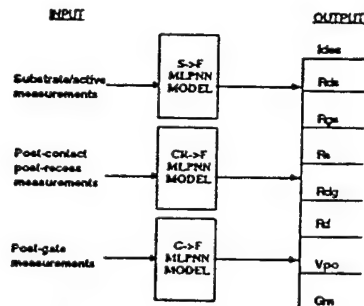 INPUT
OUTPUT
Substrate/active
measurements
S->F
MLPNN
MODEL
Post-contact
post-recess
measurements
CR->F
MLPNN
MODEL
Post-gate
measurements
G->F
MLPNN
MODEL
Idss
Rds
Rgs
Rs
Rdg
Rd
Vpo
Gm